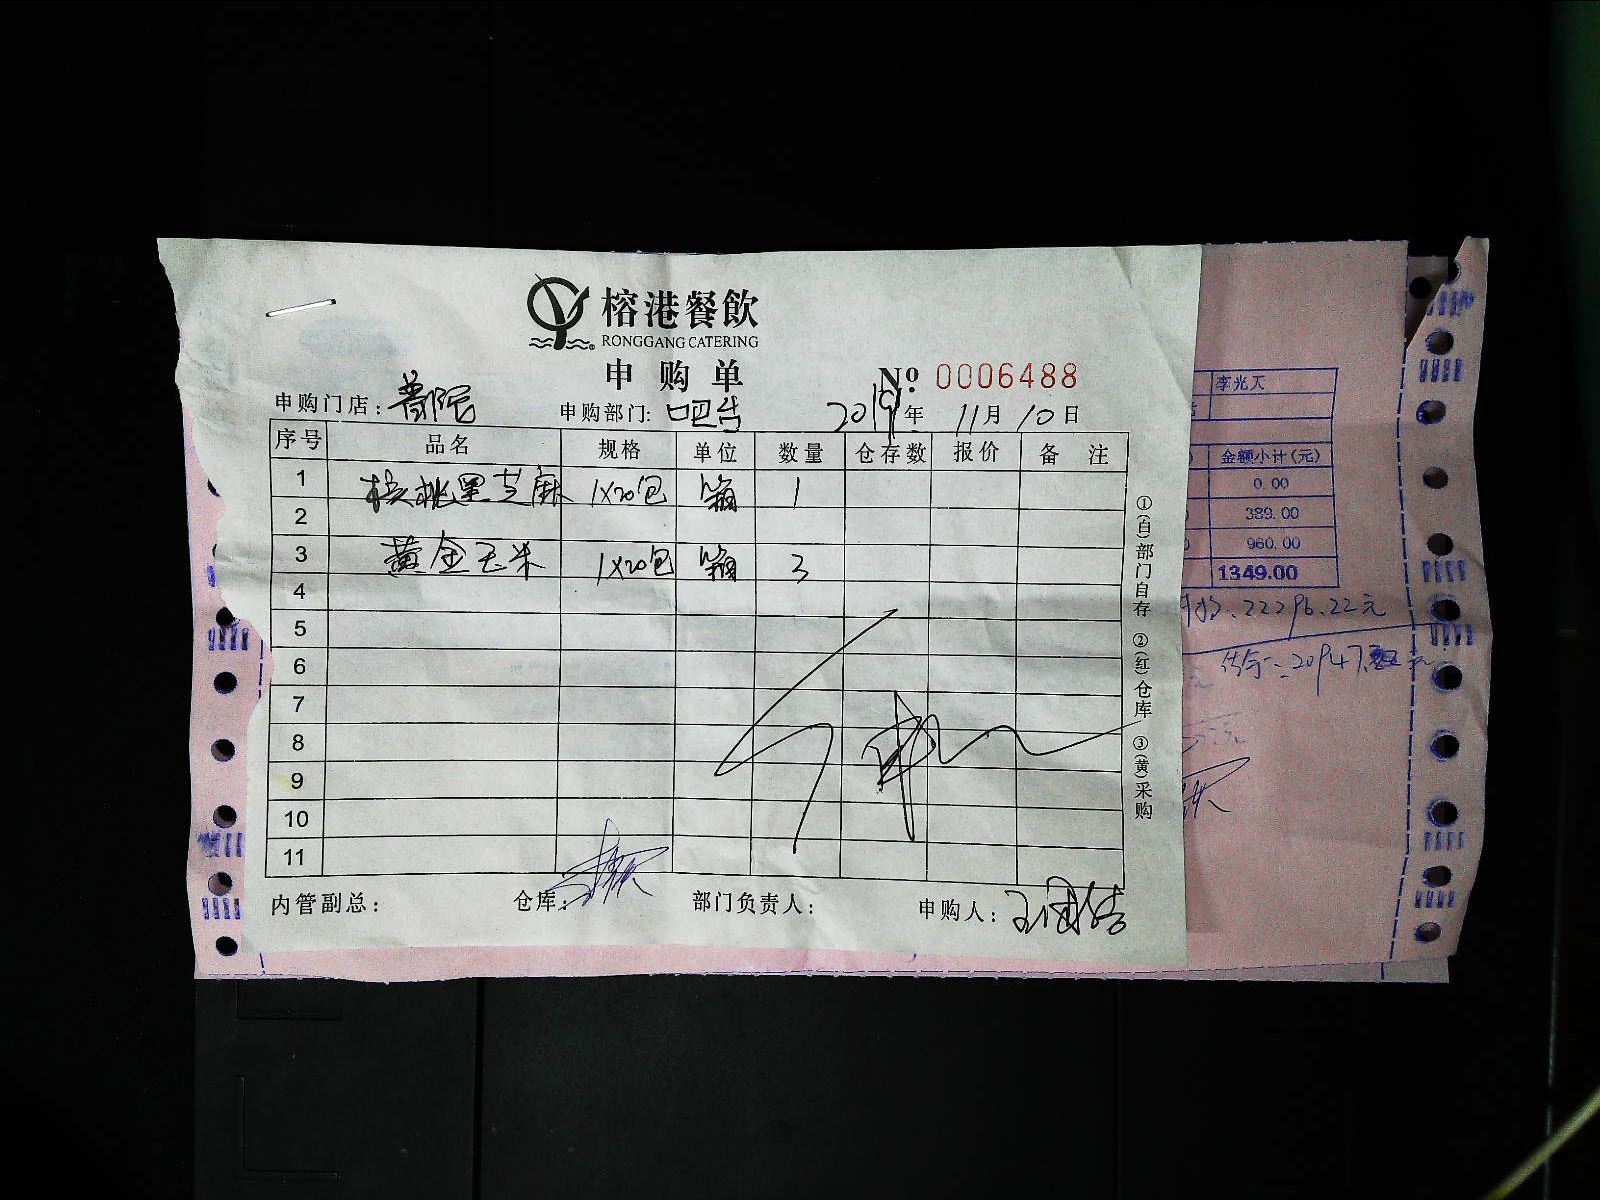 榕港餐飲
RONGGANG CATERING
申购单
№ 0006488
申购门店: 普陀 申购部门: 吧台 2019年 11月 10日
序号 品名 规格 单位 数量 仓存数 报价 备注
1 核桃黑芝麻 1X20包 箱 1
2
3 黄金玉米 1X20包 箱 3
4
5
6
7
8
9
10
11
内管副总: 仓库: 部门负责人: 申购人:
①(白)部门自存 ②(红)仓库 ③(黄)采购
李光天
金额小计(元)
0.00
389.00
960.00
1349.00
22296.22元